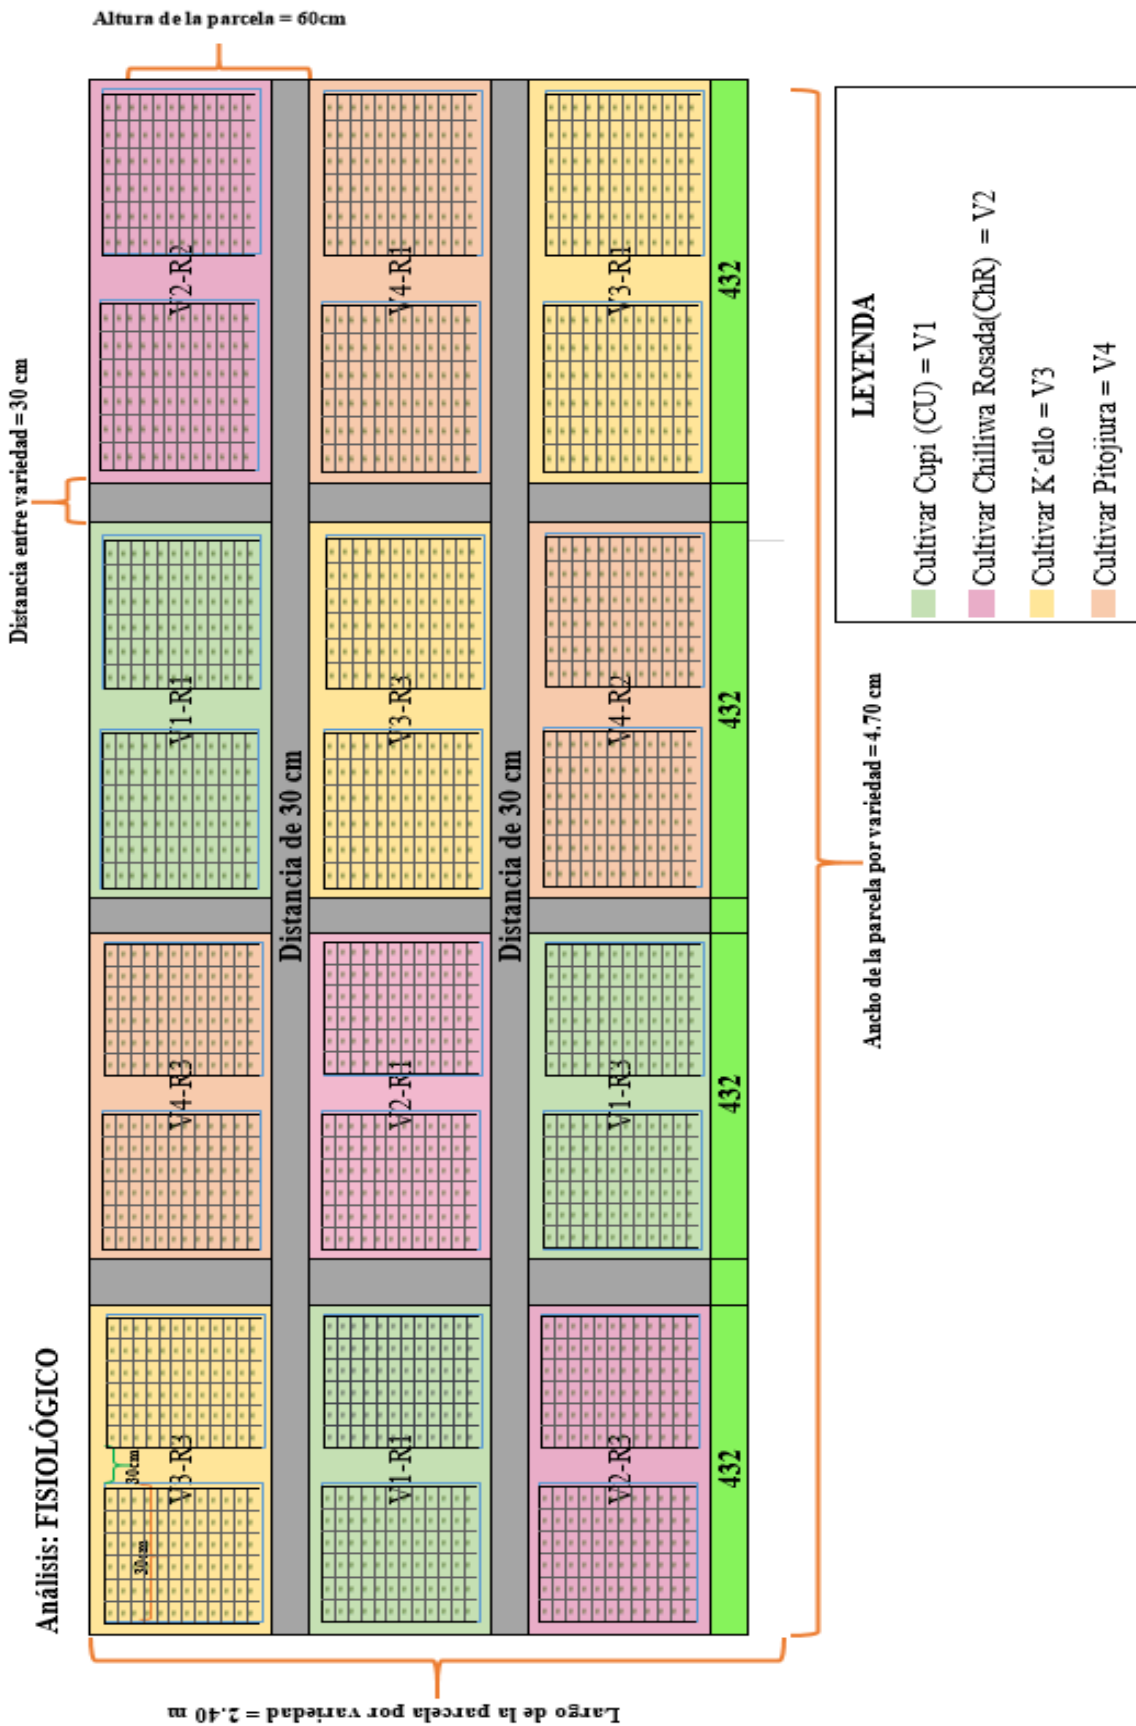 Análisis: FISIOLÓGICO
Distancia entre variedad = 30 cm
Altura de la parcela = 60cm
Largo de la parcela por variedad = 2.40 m
30cm
30cm
V3-R3
V4-R3
V1-R1
V2-R2
Distancia de 30 cm
V1-R1
V2-R1
V3-R3
V4-R1
Distancia de 30 cm
V2-R3
V1-R3
V4-R2
V3-R1
432
432
432
432
Ancho de la parcela por variedad = 4.70 cm
LEYENDA
Cultivar Cupi (CU) = V1
Cultivar Chilliwa Rosada(ChR) = V2
Cultivar K´ello = V3
Cultivar Pitojiura = V4